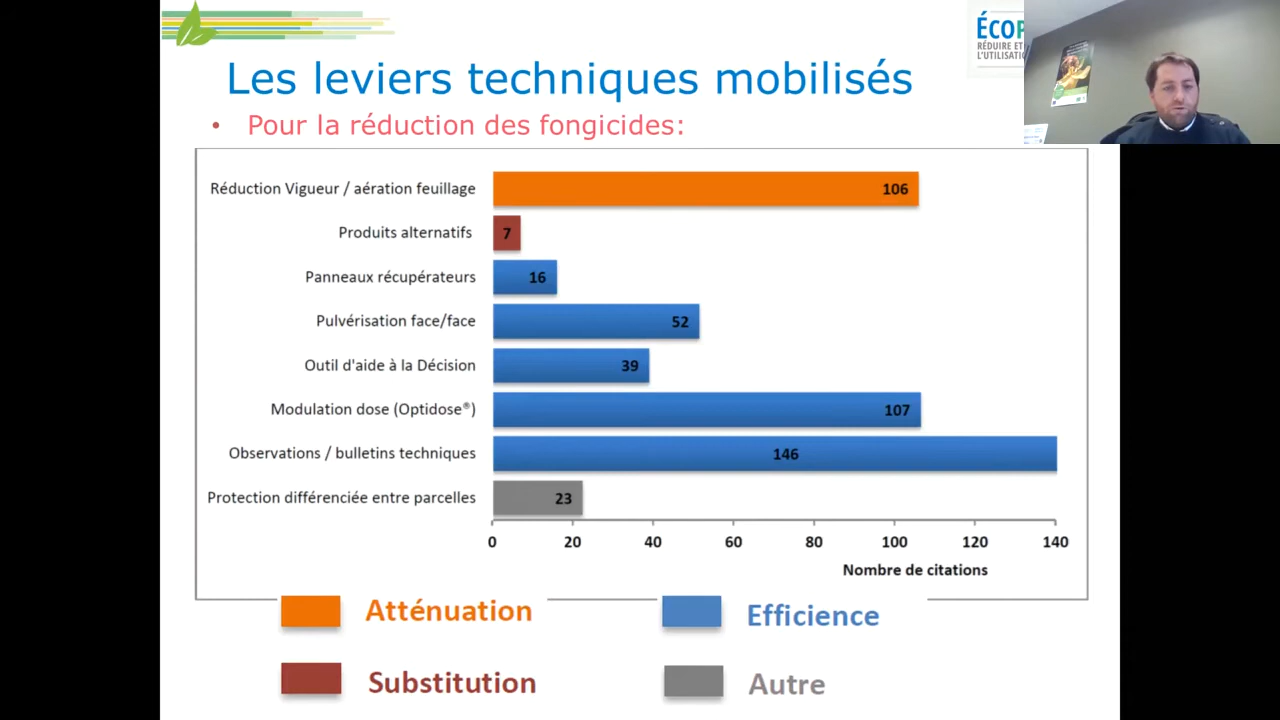 ÉCOP
RÉDUIRE ET
L'UTILISATIO
Les leviers techniques mobilisés
• Pour la réduction des fongicides:
Réduction Vigueur / aération feuillage
106
Produits alternatifs
7
Panneaux récupérateurs
16
Pulvérisation face/face
52
Outil d'aide à la Décision
39
Modulation dose (Optidose®)
107
Observations / bulletins techniques
146
Protection différenciée entre parcelles
23
0 20 40 60 80 100 120 140
Nombre de citations
Atténuation
Efficience
Substitution
Autre